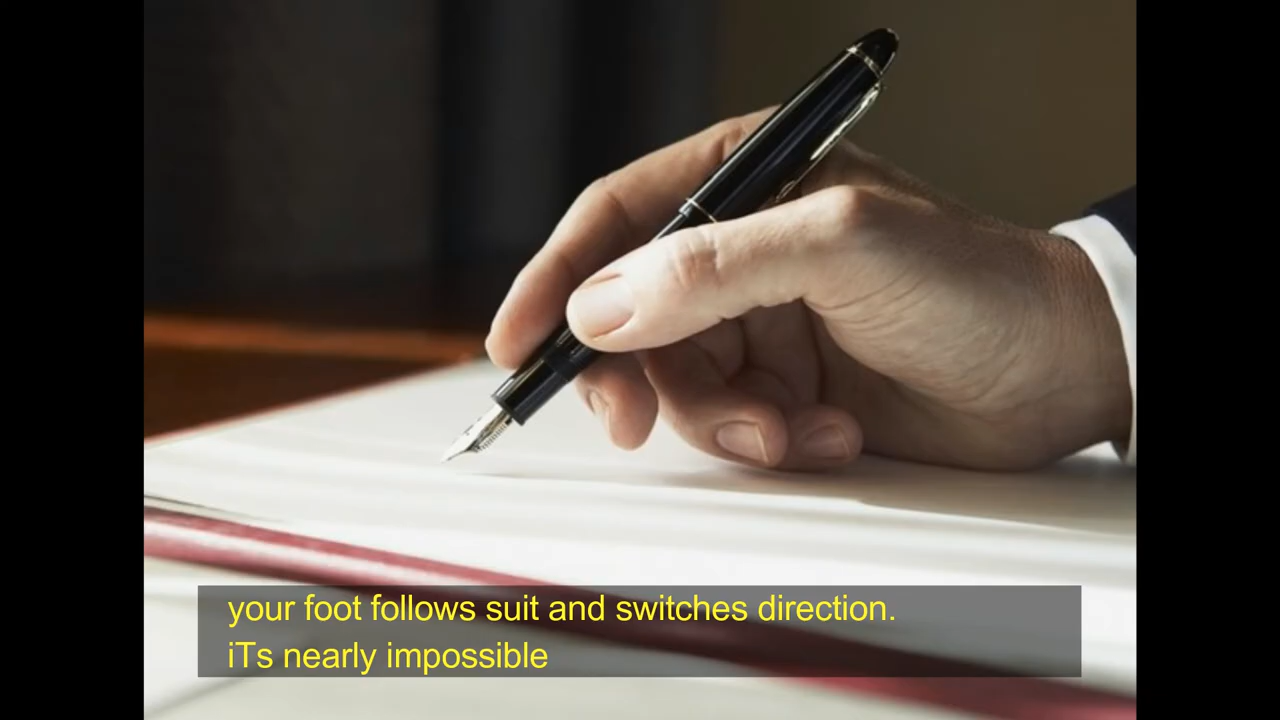 your foot follows suit and switches direction.
iTs nearly impossible